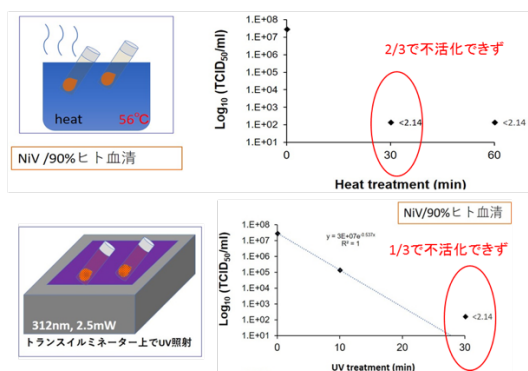 heat
56℃
NiV /90%ヒト血清
Log₁₀ (TCID₅₀/ml)
1.E+08
1.E+07
1.E+06
1.E+05
1.E+04
1.E+03
1.E+02
1.E+01
2/3で不活化できず
<2.14
<2.14
0
30
60
Heat treatment (min)
312nm, 2.5mW
トランスイルミネーター上でUV照射
NiV/90%ヒト血清
Log₁₀ (TCID₅₀/ml)
1.E+08
1.E+07
1.E+06
1.E+05
1.E+04
1.E+03
1.E+02
1.E+01
R² = 1
1/3で不活化できず
<2.14
0
10
20
30
UV treatment (min)